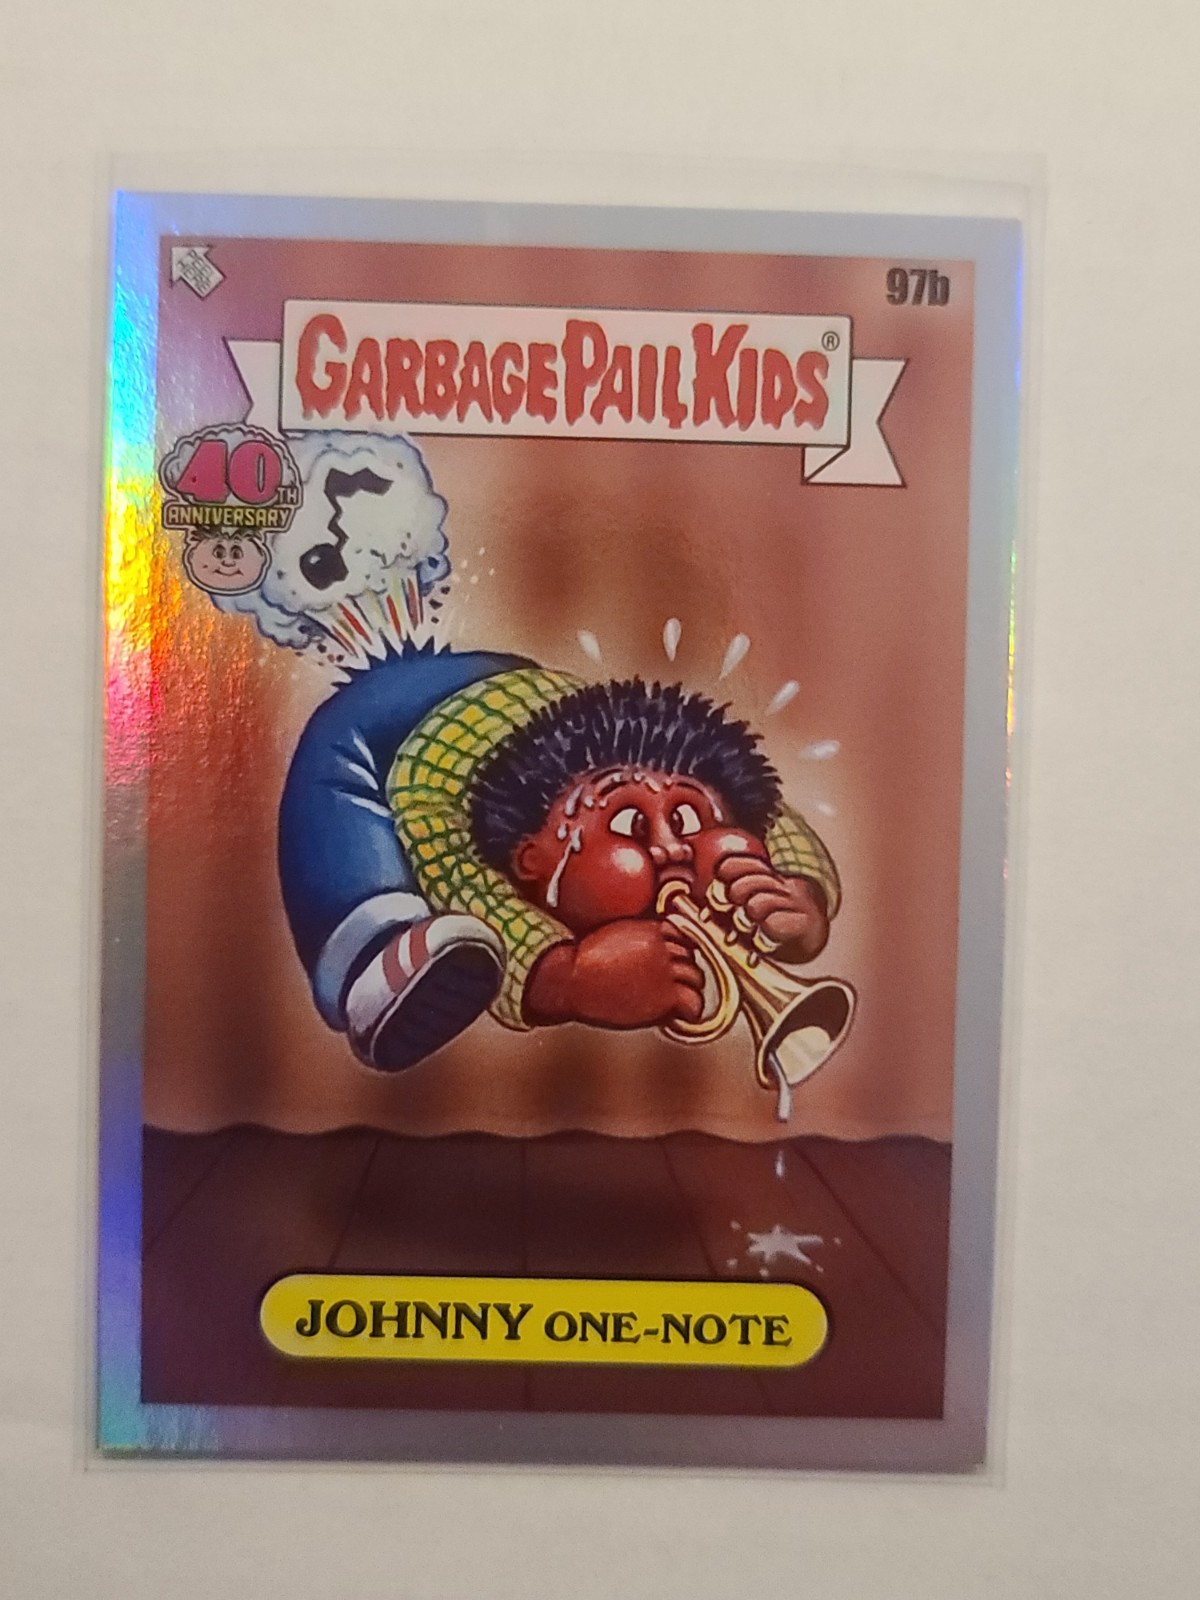 97b
GARBAGE PAIL KIDS®
40TH
ANNIVERSARY
JOHNNY ONE-NOTE